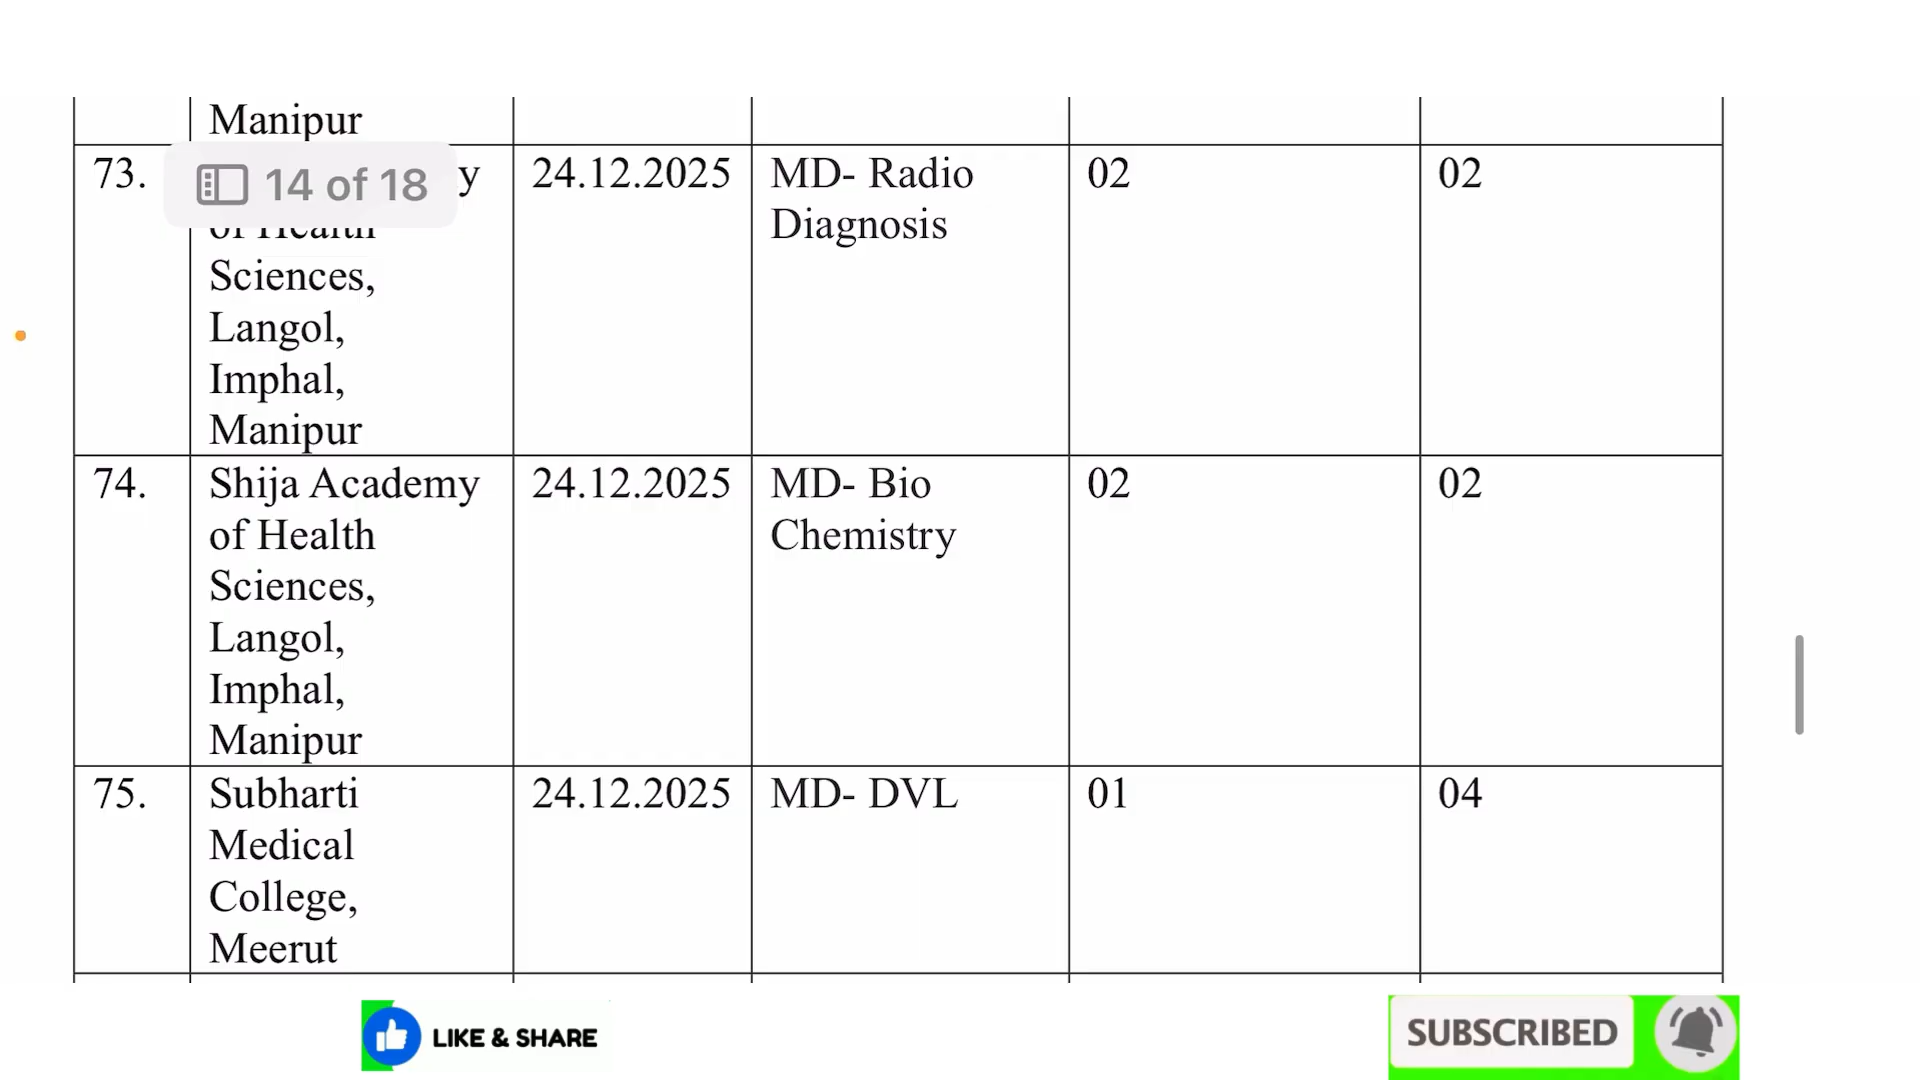 Manipur
73.
14 of 18
y
24.12.2025
MD- Radio
02
02
Diagnosis
of Health
Sciences,
Langol,
Imphal,
Manipur
74.
Shija Academy
24.12.2025
MD- Bio
02
02
of Health
Chemistry
Sciences,
Langol,
Imphal,
Manipur
75.
Subharti
24.12.2025
MD- DVL
01
04
Medical
College,
Meerut
LIKE & SHARE
SUBSCRIBED